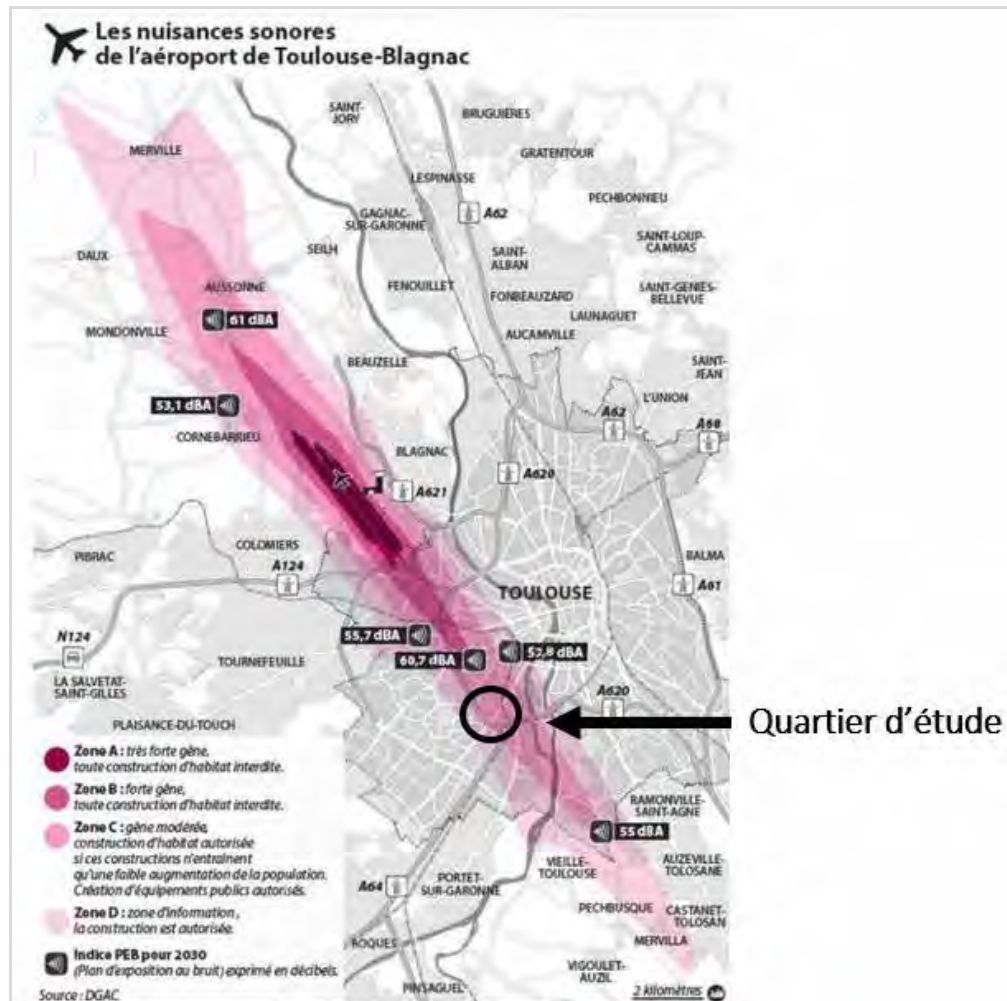 Les nuisances sonores
de l'aéroport de Toulouse-Blagnac
SAINT-
JORY
BRUGUIÈRES
MERVILLE
GRATENTOUR
LESPINASSE
PECHBONNIEU
GAGNAC-
SUR-GARONNE
A62
SAINT-LOUP-
CAMMAS
DAUX
SEILH
SAINT-
ALBAN
AUSSONNE
FENOUILLET
FONBEAUZARD
SAINT-GENIES-
BELLEVUE
LAUNAGUET
61 dBA
MONDONVILLE
AUCAMVILLE
BEAUZELLE
SAINT-
JEAN
53,1 dBA
L'UNION
CORNEBARRIEU
A62
A68
BLAGNAC
A620
A621
COLOMIERS
PIBRAC
A124
BALMA
TOULOUSE
A61
N124
55,7 dBA
60,7 dBA
52,8 dBA
TOURNEFEUILLE
LA SALVETAT-
SAINT-GILLES
A620
PLAISANCE-DU-TOUCH
Quartier d'étude
Zone A : très forte gêne,
toute construction d'habitat interdite.
Zone B : forte gêne,
toute construction d'habitat interdite.
Zone C : gêne modérée,
construction d'habitat autorisée
si ces constructions n'entraînent
qu'une faible augmentation de la population.
Création d'équipements publics autorisés.
Zone D : zone d'information,
la construction est autorisée.
Indice PEB pour 2030
(Plan d'exposition au bruit) exprimé en décibels.
Source : DGAC
RAMONVILLE-
SAINT-AGNE
55 dBA
VIEILLE-
TOULOUSE
AUZEVILLE-
TOLOSANE
A64
PORTET-
SUR-GARONNE
PECHBUSQUE
CASTANET-
TOLOSAN
ROQUES
MERVILLA
VIGOULET-
AUZIL
PINSAGUEL
2 kilomètres